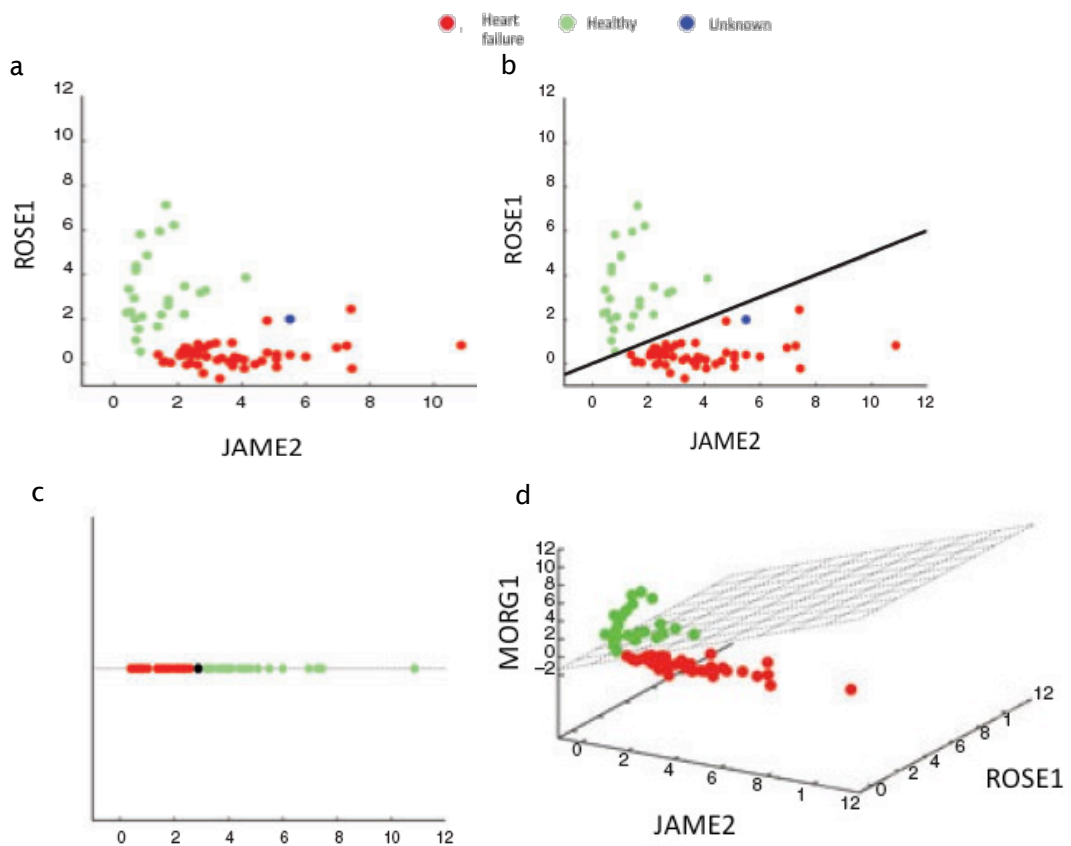 Heart failure
Healthy
Unknown
a
12
10
8
6
4
2
0
ROSE1
0 2 4 6 8 10
JAME2
b
12
10
8
6
4
2
0
ROSE1
0 2 4 6 8 10 12
JAME2
c
0 2 4 6 8 10 12
d
12
10
8
6
4
2
0
−2
MORG1
0 2 4 6 8 1 12
JAME2
0 2 4 6 8 1 12
ROSE1